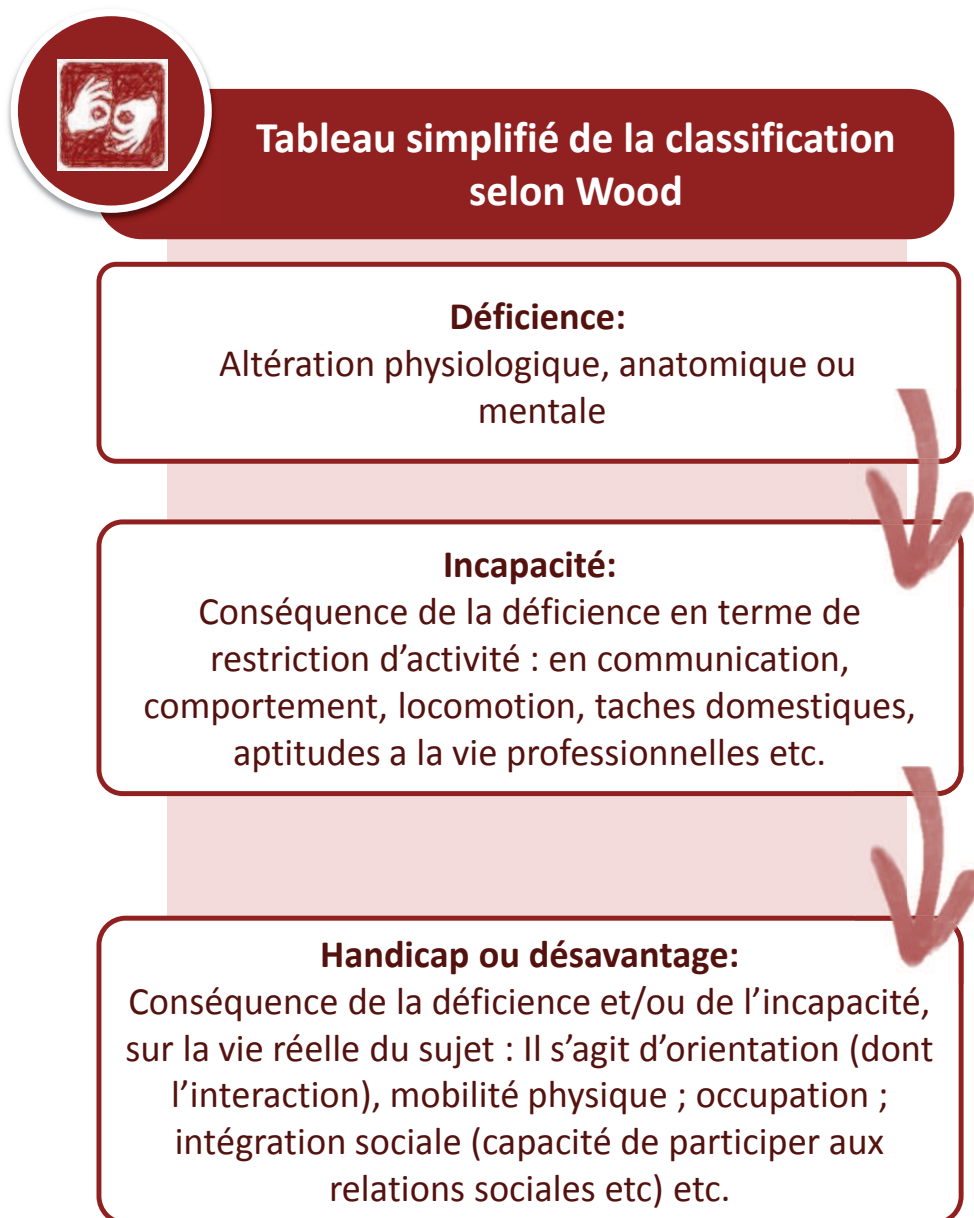 Tableau simplifié de la classification
selon Wood
Déficience:
Altération physiologique, anatomique ou
mentale
Incapacité:
Conséquence de la déficience en terme de
restriction d’activité : en communication,
comportement, locomotion, taches domestiques,
aptitudes a la vie professionnelles etc.
Handicap ou désavantage:
Conséquence de la déficience et/ou de l’incapacité,
sur la vie réelle du sujet : Il s’agit d’orientation (dont
l’interaction), mobilité physique ; occupation ;
intégration sociale (capacité de participer aux
relations sociales etc) etc.